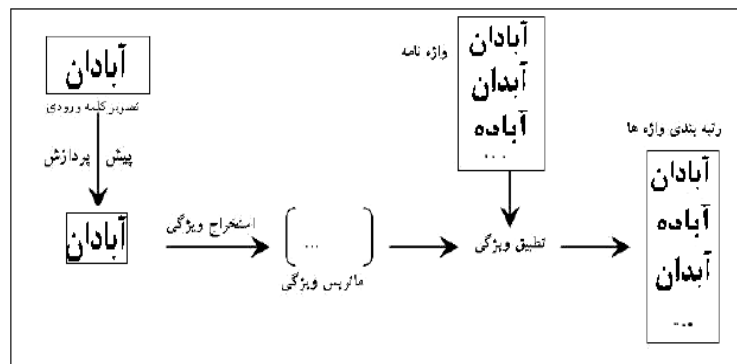 آبادان
تصویر کلمه ورودی
پیش پردازش
آبادان
استخراج ویژگی
...
ماتریس ویژگی
واژه نامه
آبادان
آبدان
آباده
...
تطبیق ویژگی
رتبه بندی واژه ها
آبادان
آباده
آبدان
...